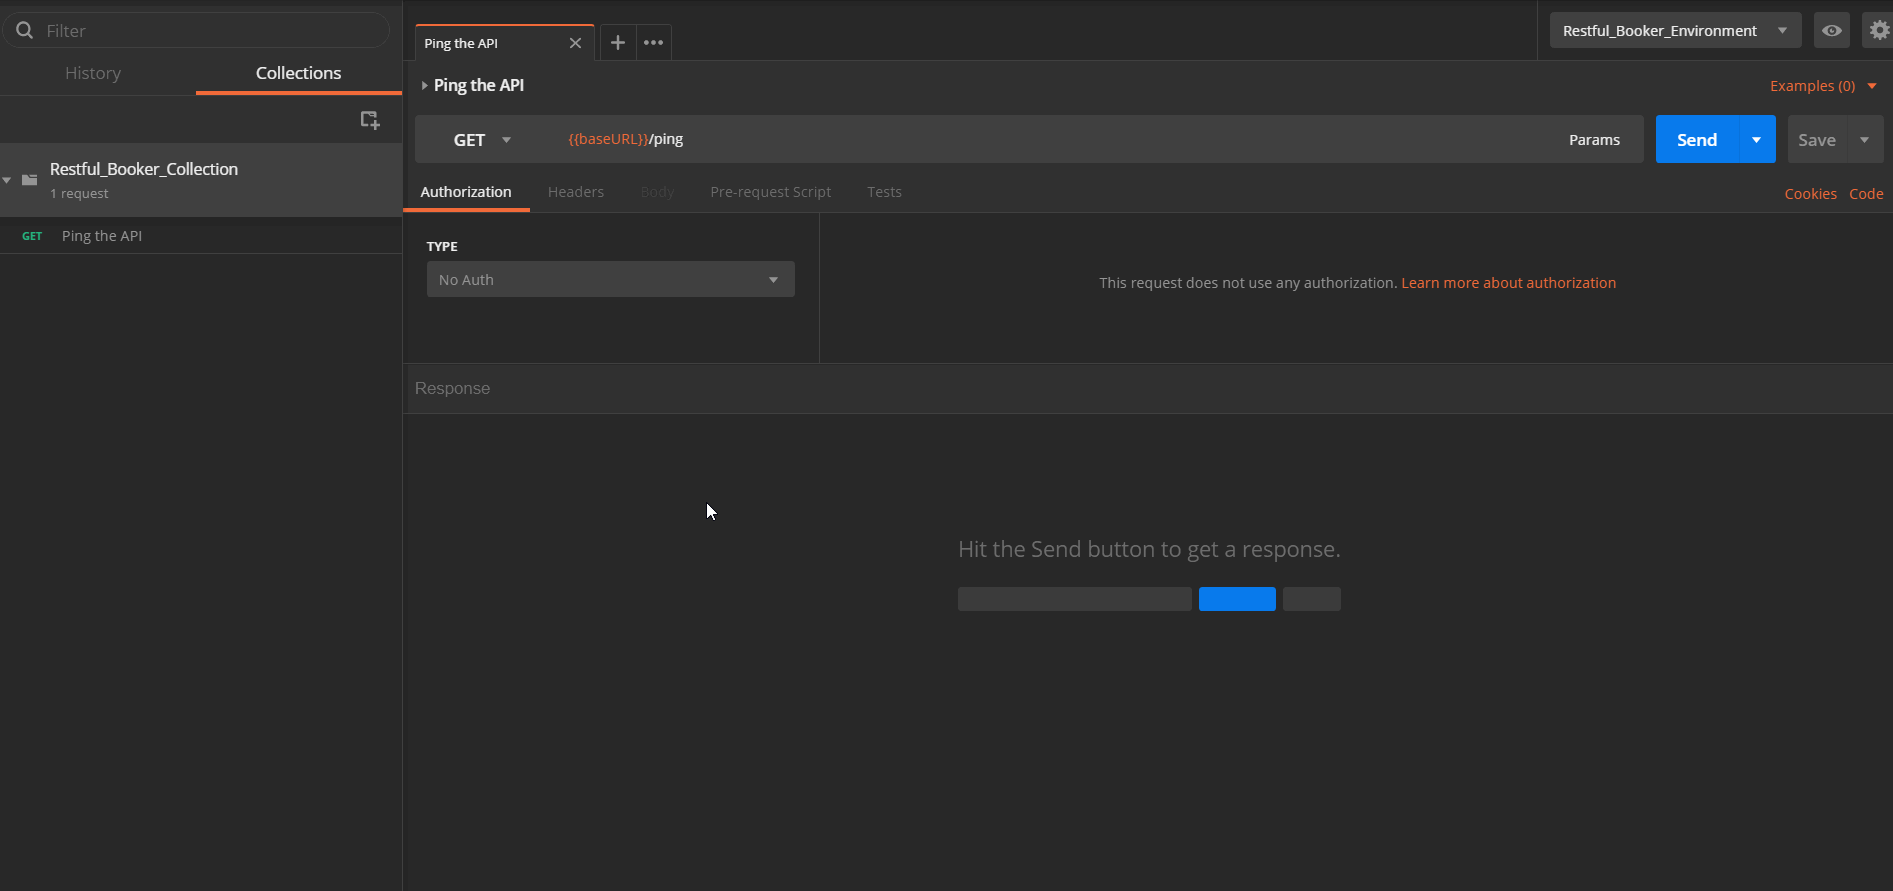 Filter
History
Collections
Restful_Booker_Collection
1 request
GET Ping the API
Ping the API
Restful_Booker_Environment
Ping the API
Examples (0)
GET
{{baseURL}}/ping
Params
Send
Save
Authorization
Headers
Body
Pre-request Script
Tests
Cookies
Code
TYPE
No Auth
This request does not use any authorization. Learn more about authorization
Response
Hit the Send button to get a response.